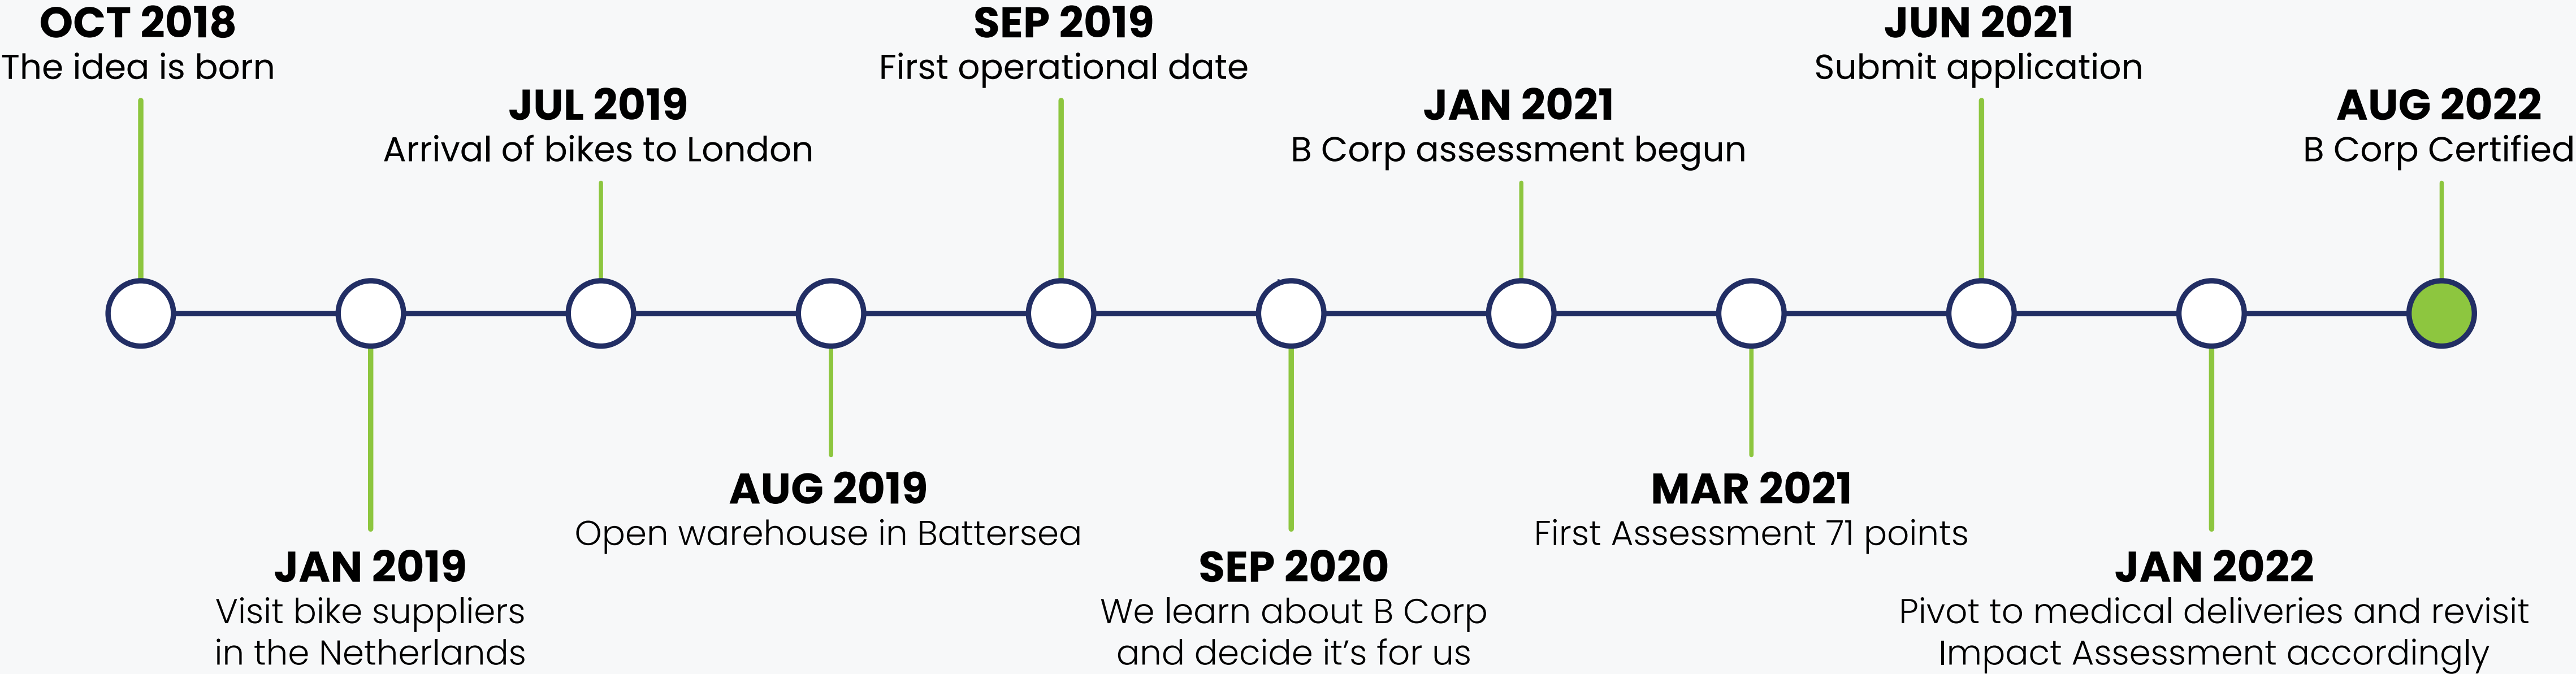 OCT 2018
The idea is born
JAN 2019
Visit bike suppliers
in the Netherlands
JUL 2019
Arrival of bikes to London
AUG 2019
Open warehouse in Battersea
SEP 2019
First operational date
SEP 2020
We learn about B Corp
and decide it’s for us
JAN 2021
B Corp assessment begun
MAR 2021
First Assessment 71 points
JUN 2021
Submit application
JAN 2022
Pivot to medical deliveries and revisit
Impact Assessment accordingly
AUG 2022
B Corp Certified